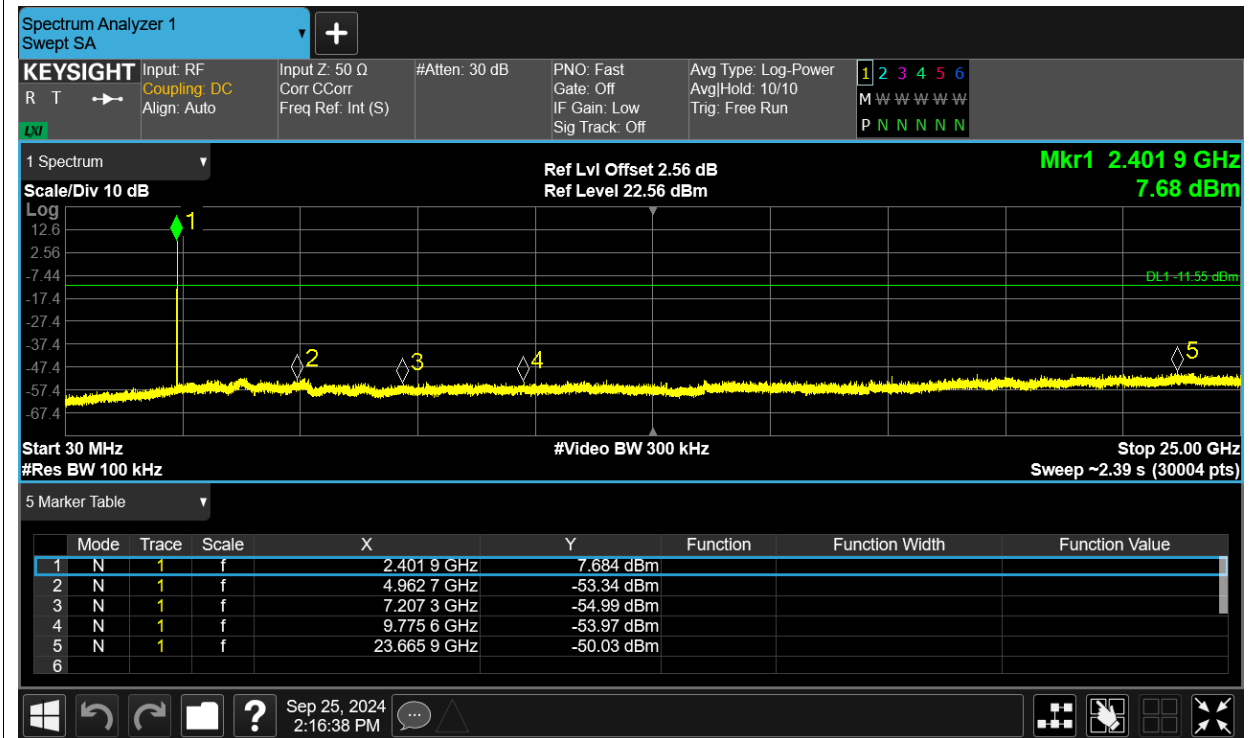 Spectrum Analyzer 1
Swept SA
+
KEYSIGHT Input: RF Input Z: 50 Ω #Atten: 30 dB PNO: Fast Avg Type: Log-Power 1 2 3 4 5 6
R T Coupling: DC Corr CCorr Gate: Off Avg|Hold: 10/10 M W W W W W
Align: Auto Freq Ref: Int (S) IF Gain: Low Trig: Free Run
LXI Sig Track: Off P N N N N N
1 Spectrum
Ref Lvl Offset 2.56 dB Mkr1 2.401 9 GHz
Scale/Div 10 dB Ref Level 22.56 dBm 7.68 dBm
Log
1
12.6
2.56
-7.44 DL1 -11.55 dBm
-17.4
-27.4
-37.4
2 3 4 5
-47.4
-57.4
-67.4
Start 30 MHz #Video BW 300 kHz Stop 25.00 GHz
#Res BW 100 kHz Sweep ~2.39 s (30004 pts)
5 Marker Table
Mode Trace Scale X Y Function Function Width Function Value
1 N 1 f 2.401 9 GHz 7.684 dBm
2 N 1 f 4.962 7 GHz -53.34 dBm
3 N 1 f 7.207 3 GHz -54.99 dBm
4 N 1 f 9.775 6 GHz -53.97 dBm
5 N 1 f 23.665 9 GHz -50.03 dBm
6
? Sep 25, 2024
2:16:38 PM